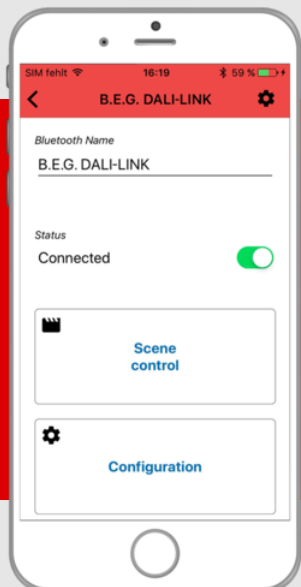 SIM fehlt 16:19 59 %
B.E.G. DALI-LINK
Bluetooth Name
B.E.G. DALI-LINK
Status
Connected
Scene
control
Configuration